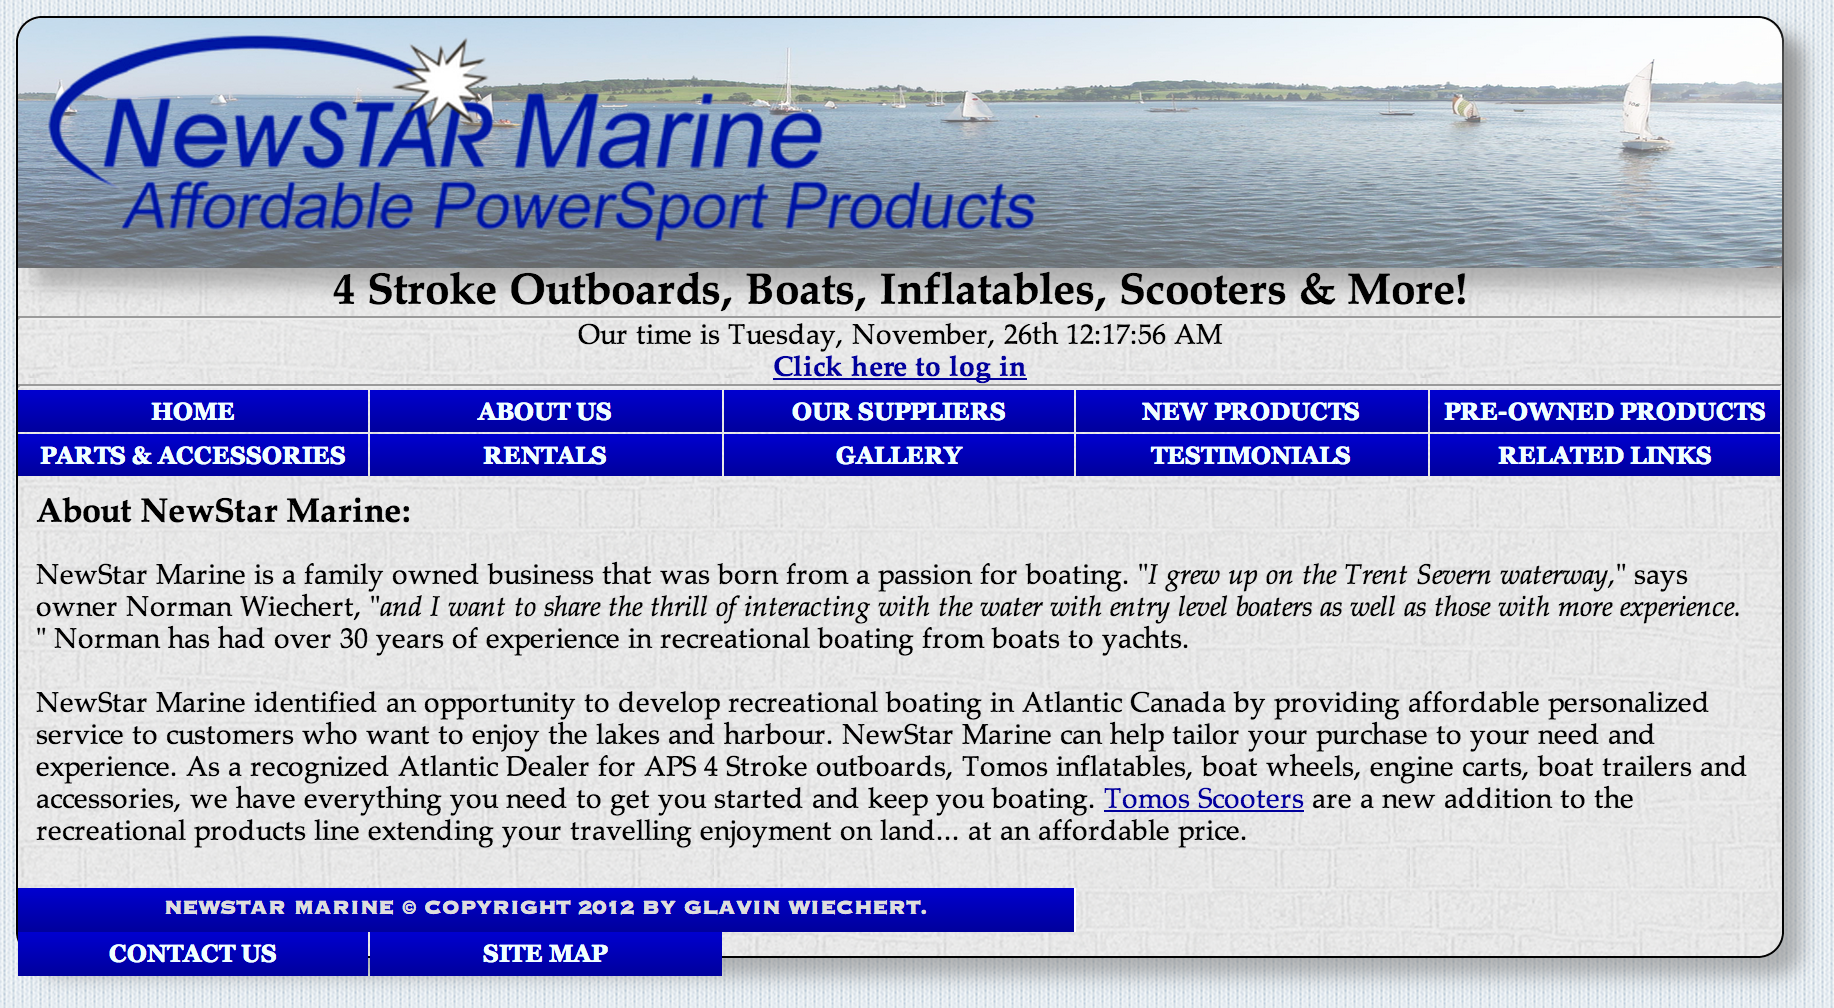 NewSTAR Marine
Affordable PowerSport Products
4 Stroke Outboards, Boats, Inflatables, Scooters & More!
Our time is Tuesday, November, 26th 12:17:56 AM
Click here to log in
HOME ABOUT US OUR SUPPLIERS NEW PRODUCTS PRE-OWNED PRODUCTS
PARTS & ACCESSORIES RENTALS GALLERY TESTIMONIALS RELATED LINKS
About NewStar Marine:
NewStar Marine is a family owned business that was born from a passion for boating. "I grew up on the Trent Severn waterway," says
owner Norman Wiechert, "and I want to share the thrill of interacting with the water with entry level boaters as well as those with more experience.
" Norman has had over 30 years of experience in recreational boating from boats to yachts.
NewStar Marine identified an opportunity to develop recreational boating in Atlantic Canada by providing affordable personalized
service to customers who want to enjoy the lakes and harbour. NewStar Marine can help tailor your purchase to your need and
experience. As a recognized Atlantic Dealer for APS 4 Stroke outboards, Tomos inflatables, boat wheels, engine carts, boat trailers and
accessories, we have everything you need to get you started and keep you boating. Tomos Scooters are a new addition to the
recreational products line extending your travelling enjoyment on land... at an affordable price.
NEWSTAR MARINE © COPYRIGHT 2012 BY GLAVIN WIECHERT.
CONTACT US SITE MAP